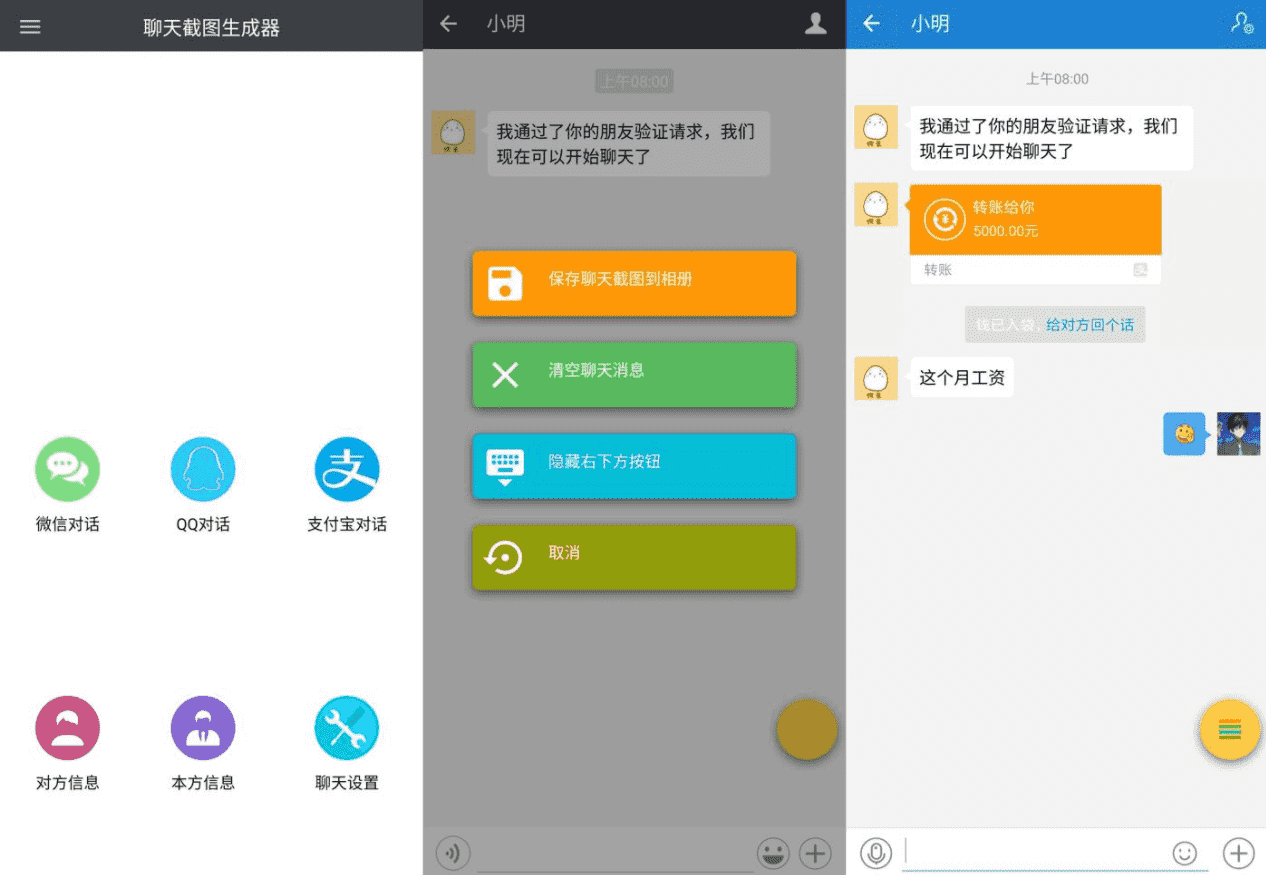 聊天截图生成器
微信对话
QQ对话
支付宝对话
对方信息
本方信息
聊天设置
小明
上午08:00
我通过了你的朋友验证请求，我们
现在可以开始聊天了
保存聊天截图到相册
清空聊天消息
隐藏右下方按钮
取消
小明
上午08:00
我通过了你的朋友验证请求，我们
现在可以开始聊天了
转账给你
5000.00元
转账
钱已入袋，给对方回个话
这个月工资